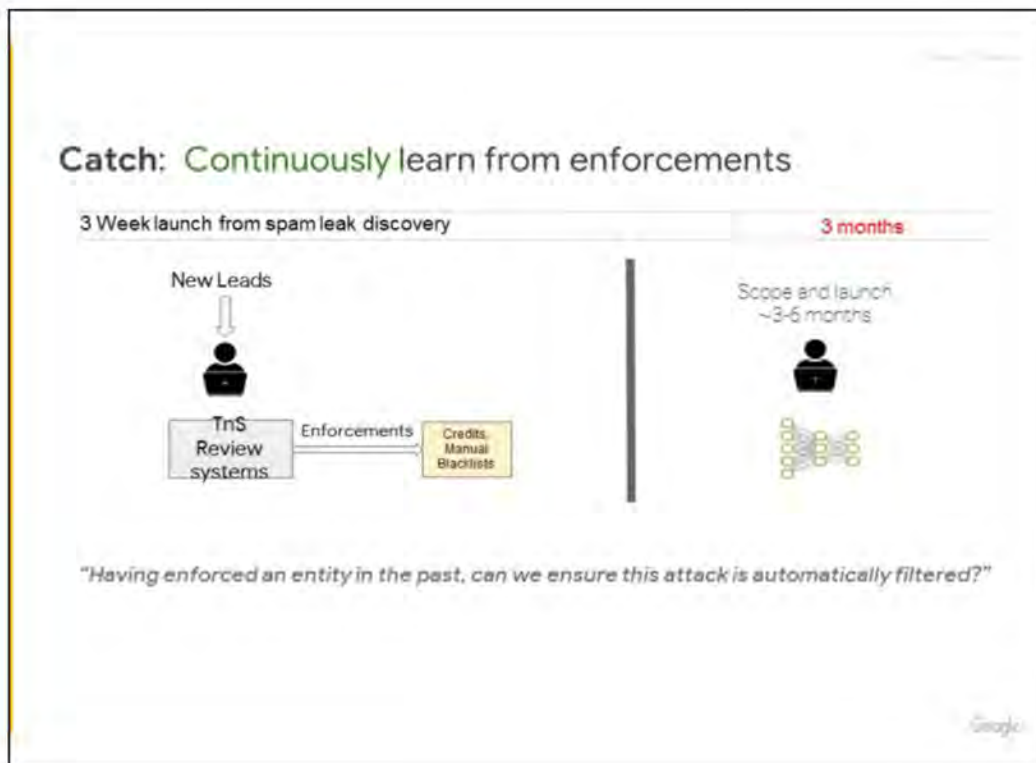 Catch: Continuously learn from enforcements
3 Week launch from spam leak discovery
3 months
New Leads
TnS
Review
systems
Enforcements
Credits,
Manual
Blacklists
Scope and launch
~3-6 months
"Having enforced an entity in the past, can we ensure this attack is automatically filtered?"
Google